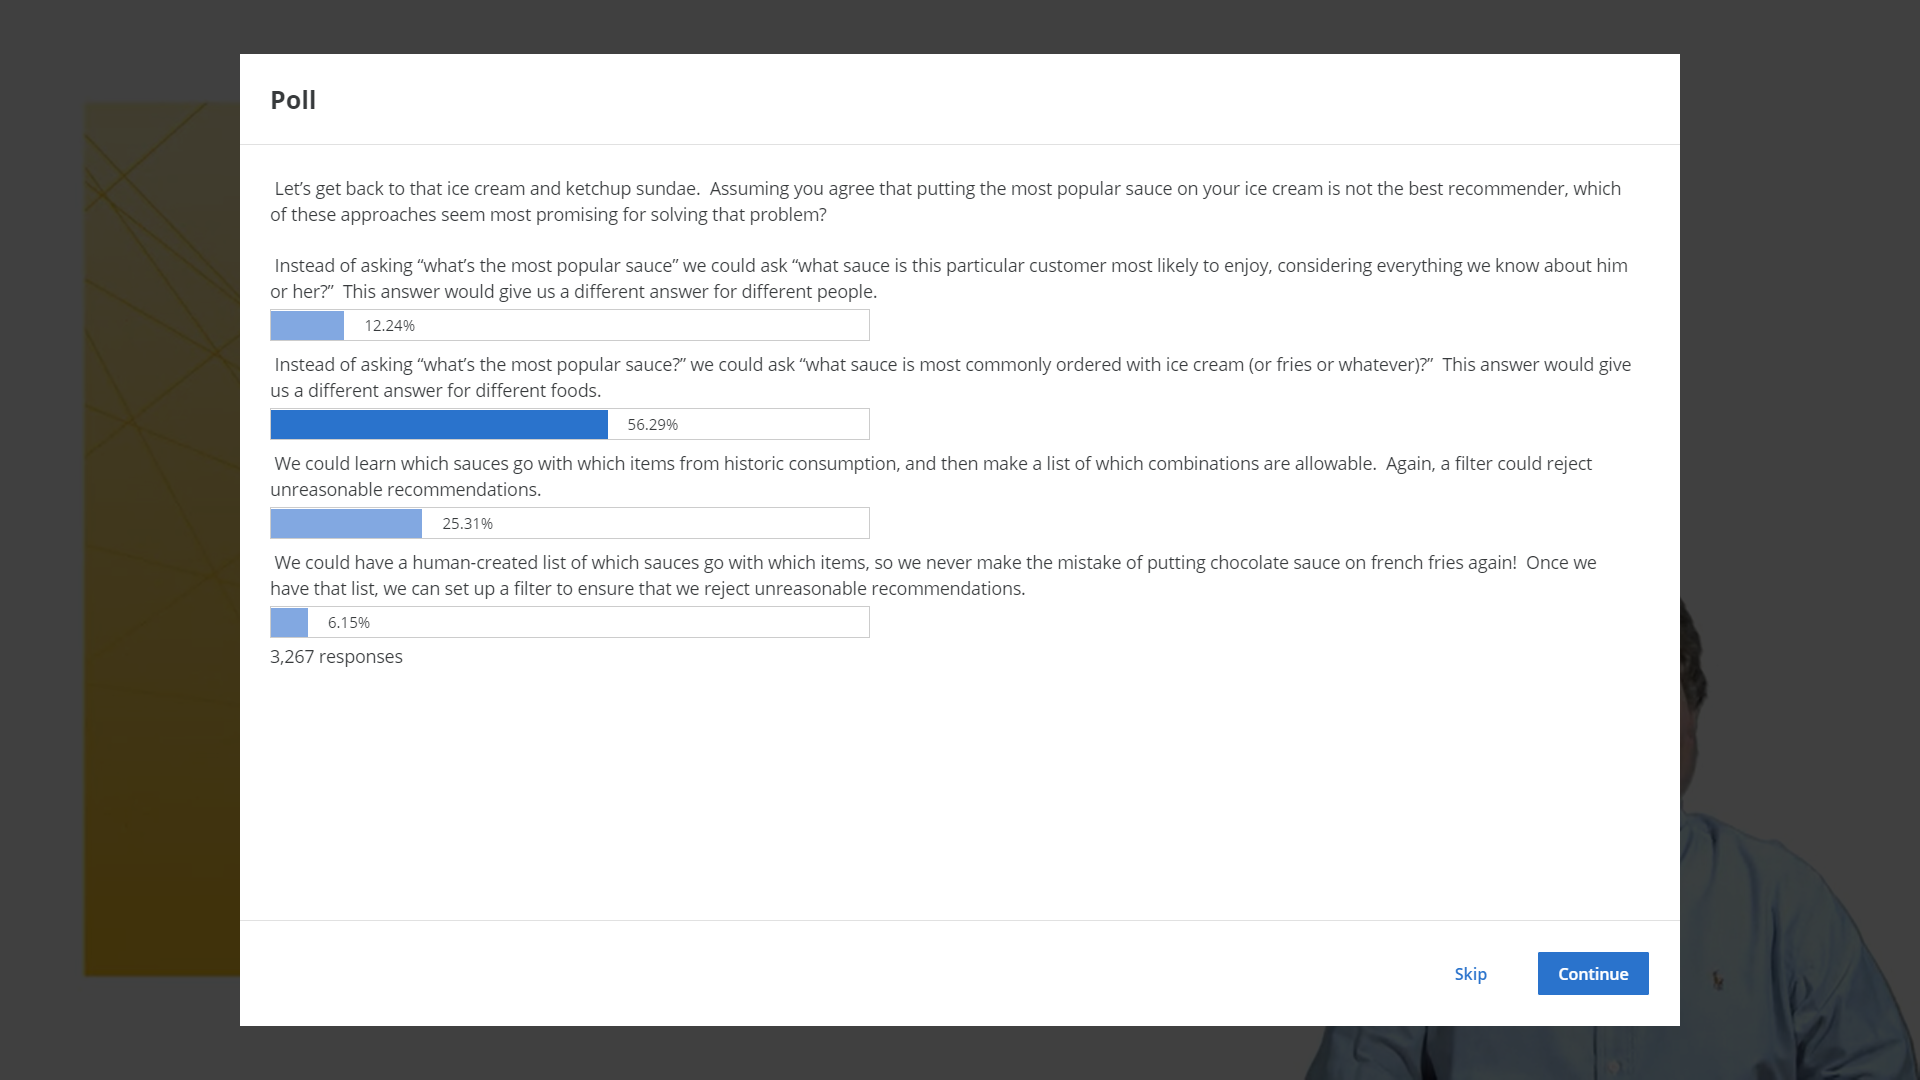 Poll
Let’s get back to that ice cream and ketchup sundae.  Assuming you agree that putting the most popular sauce on your ice cream is not the best recommender, which
of these approaches seem most promising for solving that problem?
Instead of asking “what’s the most popular sauce” we could ask “what sauce is this particular customer most likely to enjoy, considering everything we know about him
or her?”  This answer would give us a different answer for different people.
12.24%
Instead of asking “what’s the most popular sauce?” we could ask “what sauce is most commonly ordered with ice cream (or fries or whatever)?”  This answer would give
us a different answer for different foods.
56.29%
We could learn which sauces go with which items from historic consumption, and then make a list of which combinations are allowable.  Again, a filter could reject
unreasonable recommendations.
25.31%
We could have a human-created list of which sauces go with which items, so we never make the mistake of putting chocolate sauce on french fries again!  Once we
have that list, we can set up a filter to ensure that we reject unreasonable recommendations.
6.15%
3,267 responses
Skip
Continue